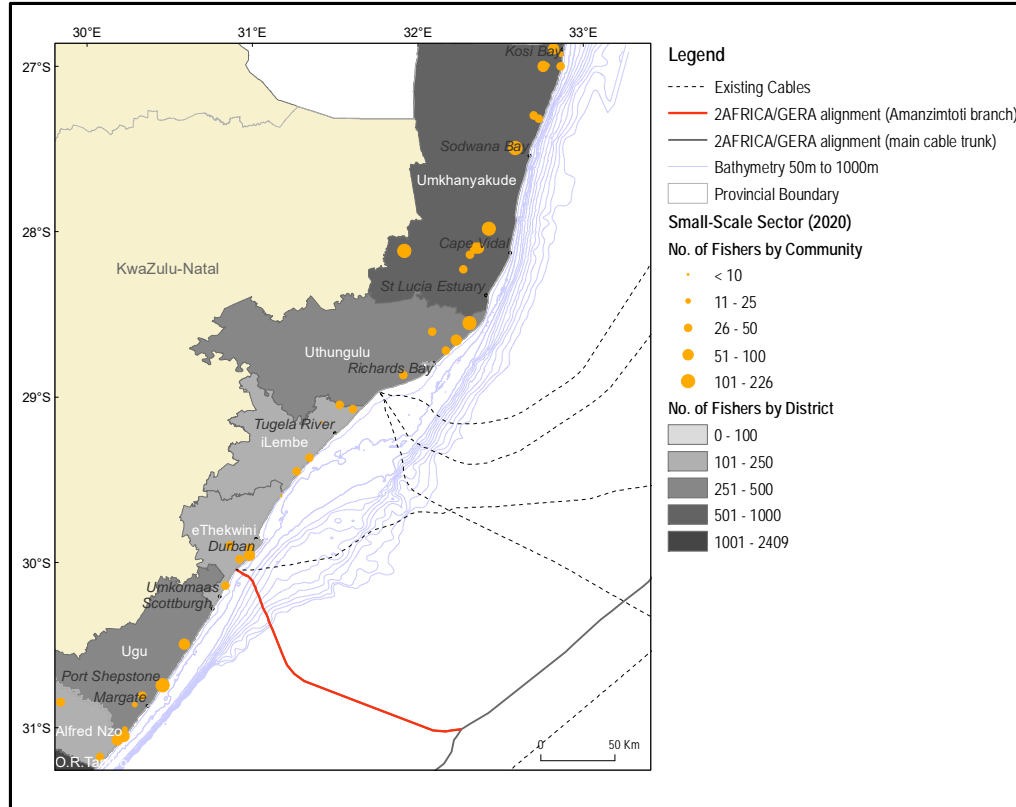 30°E
31°E
32°E
33°E
27°S
28°S
29°S
30°S
31°S
Kosi Bay
Sodwana Bay
Umkhanyakude
Cape Vidal
KwaZulu-Natal
St Lucia Estuary
Uthungulu
Richards Bay
Tugela River
iLembe
eThekwini
Durban
Umkomaas
Scottburgh
Ugu
Port Shepstone
Margate
Alfred Nzo
0 50 Km
Legend
Existing Cables
2AFRICA/GERA alignment (Amanzimtoti branch)
2AFRICA/GERA alignment (main cable trunk)
Bathymetry 50m to 1000m
Provincial Boundary
Small-Scale Sector (2020)
No. of Fishers by Community
< 10
11 - 25
26 - 50
51 - 100
101 - 226
No. of Fishers by District
0 - 100
101 - 250
251 - 500
501 - 1000
1001 - 2409